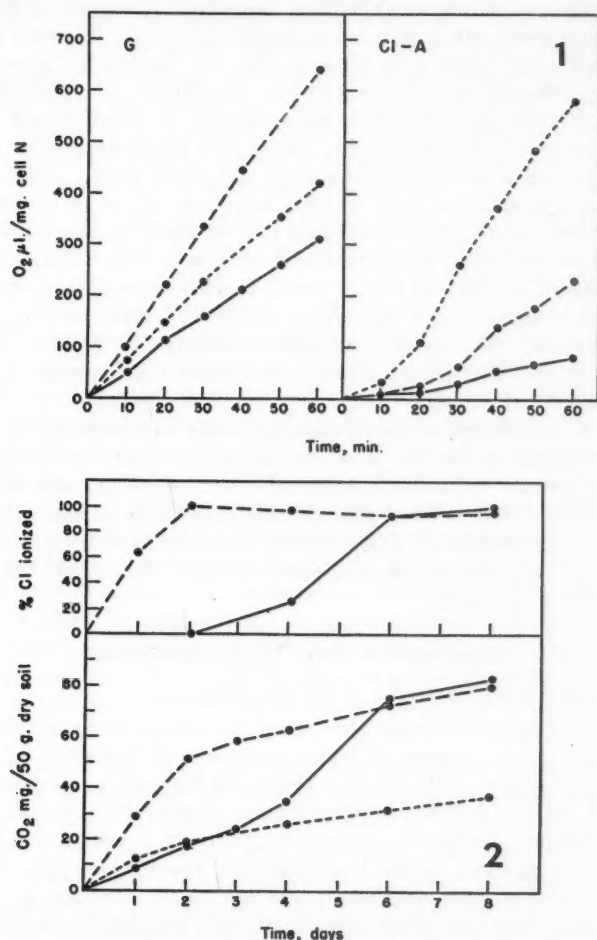 G
Cl-A
1
O2 µl./mg. cell N
700
600
500
400
300
200
100
0
0 10 20 30 40 50 60
0 10 20 30 40 50 60
Time, min.
% Cl ionized
100
80
60
40
20
0
CO2 mg./50 g. dry soil
80
60
40
20
0
2
1 2 3 4 5 6 7 8
Time, days